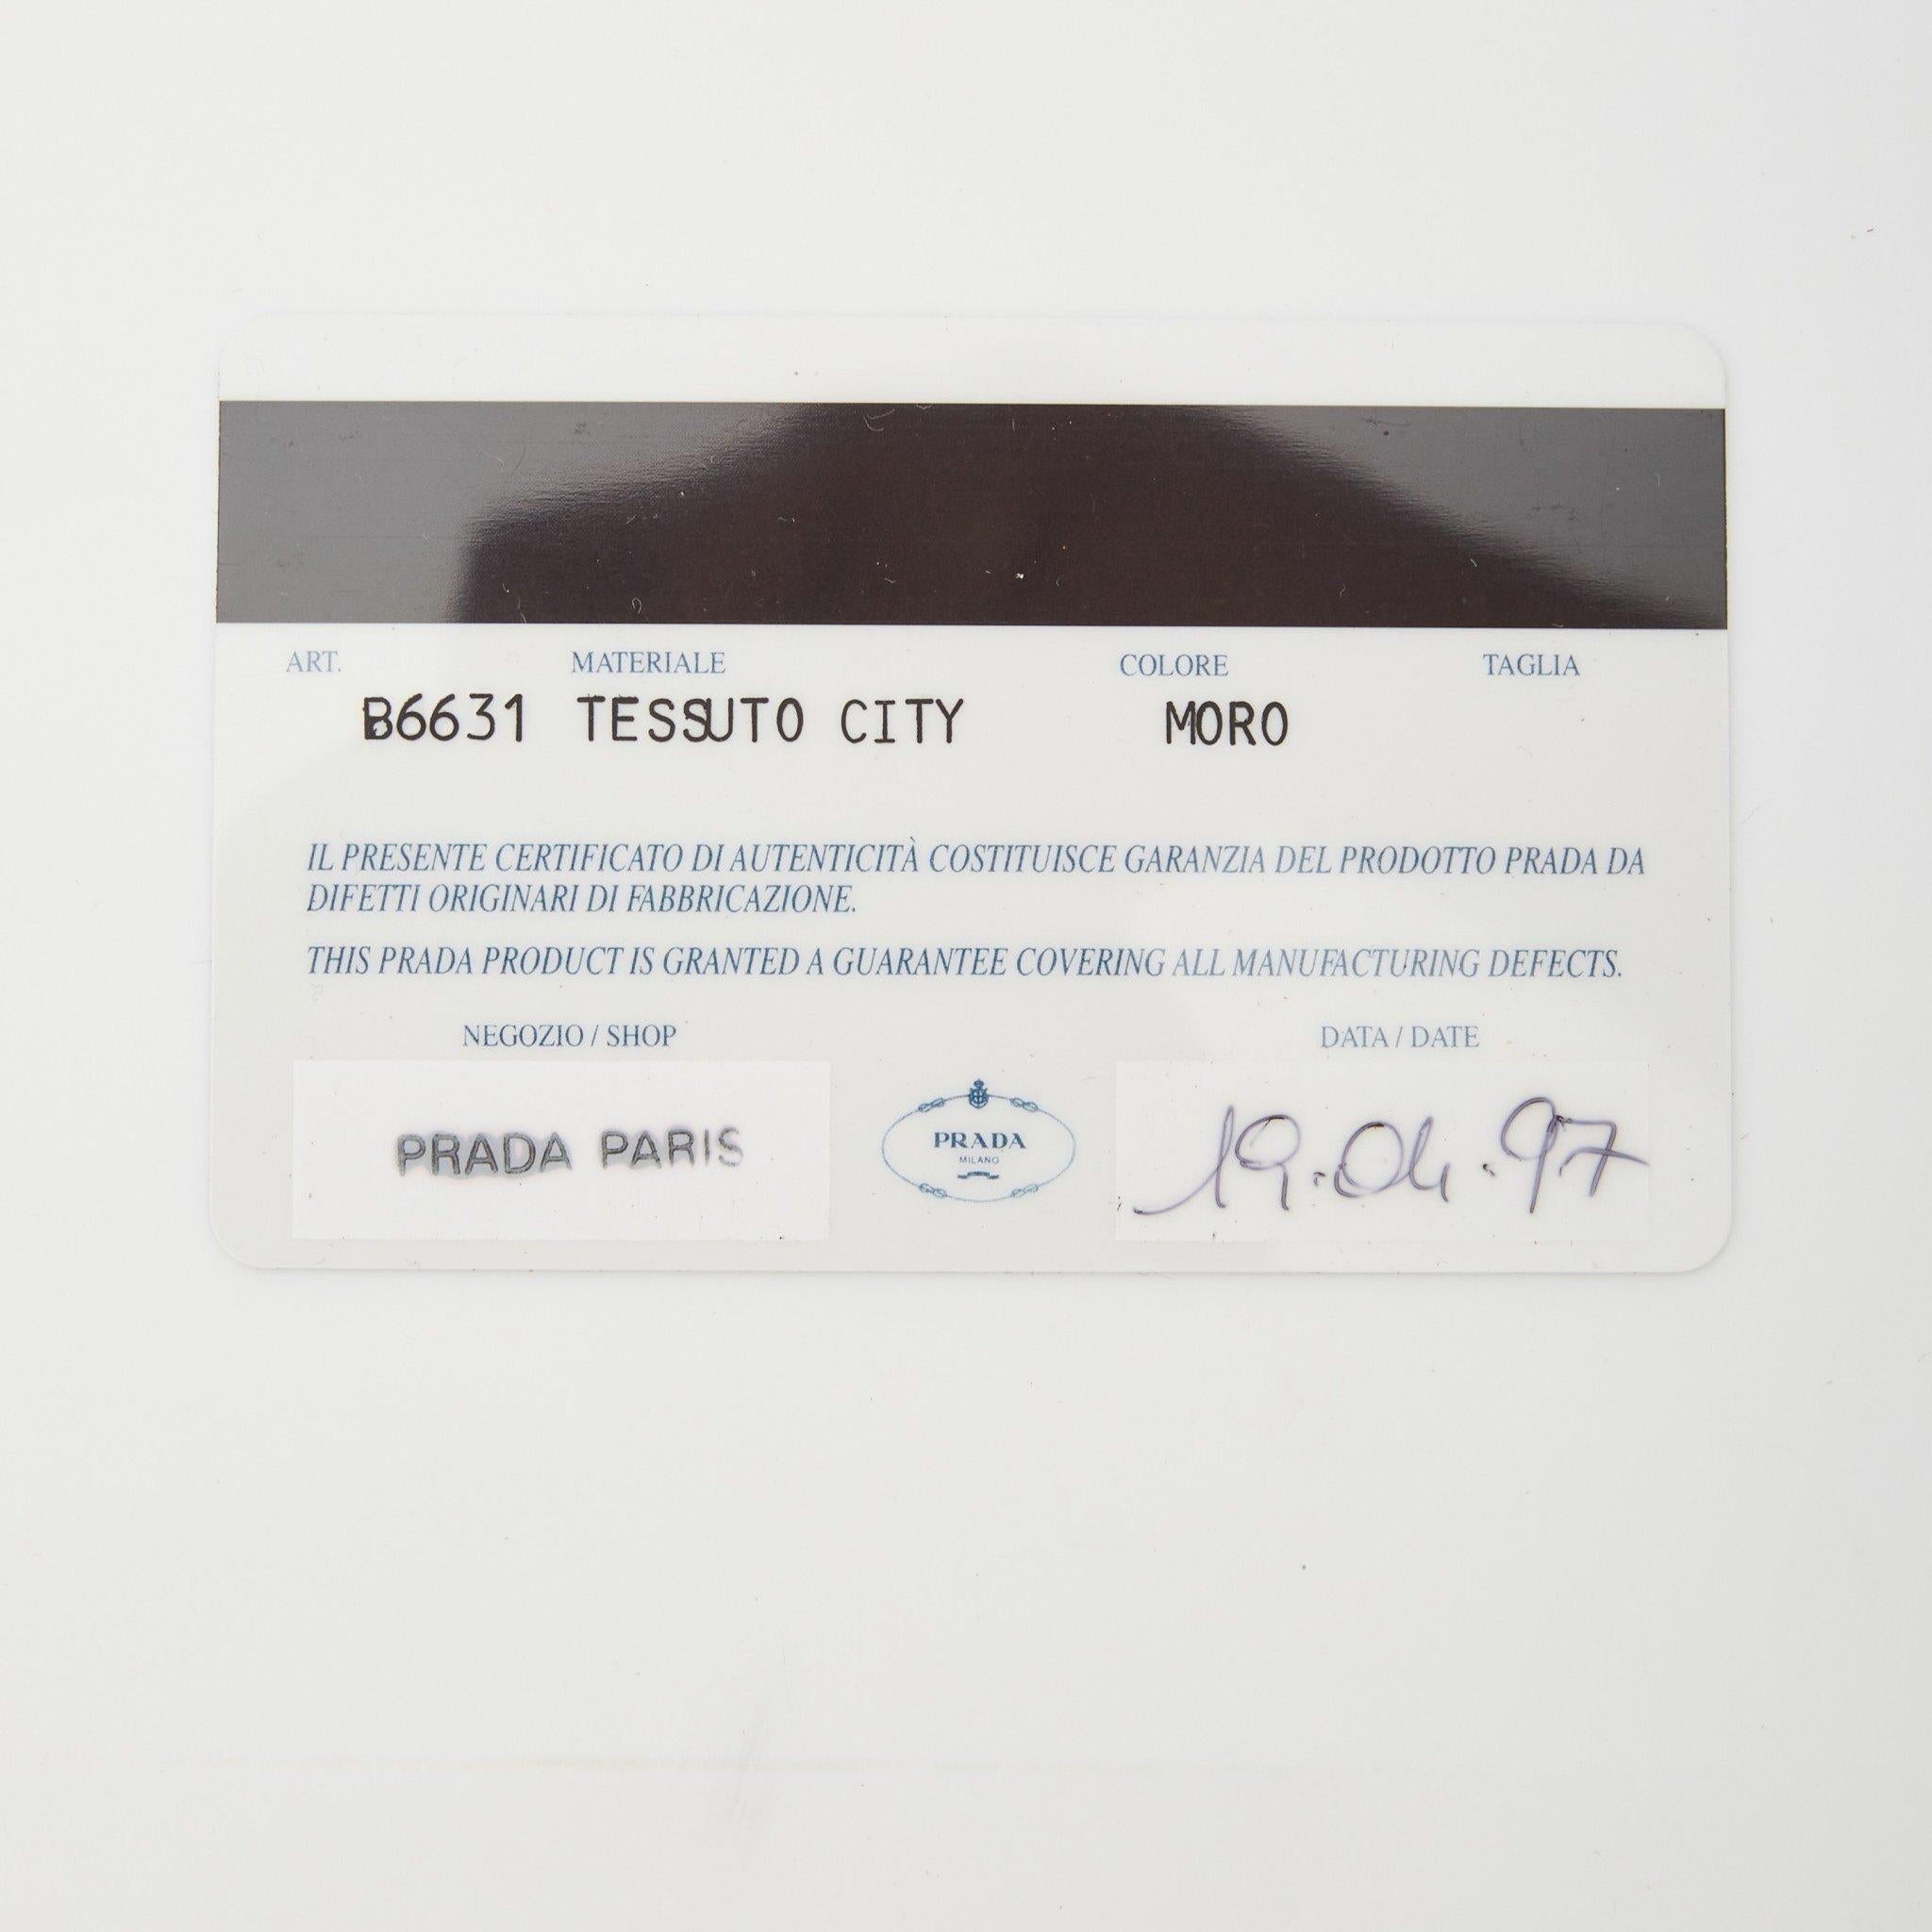 ART. MATERIALE COLORE TAGLIA
B6631 TESSUTO CITY MORO
IL PRESENTE CERTIFICATO DI AUTENTICITÀ COSTITUISCE GARANZIA DEL PRODOTTO PRADA DA
DIFETTI ORIGINARI DI FABBRICAZIONE.
THIS PRADA PRODUCT IS GRANTED A GUARANTEE COVERING ALL MANUFACTURING DEFECTS.
NEGOZIO / SHOP DATA / DATE
PRADA PARIS
PRADA
MILANO
19.04.97